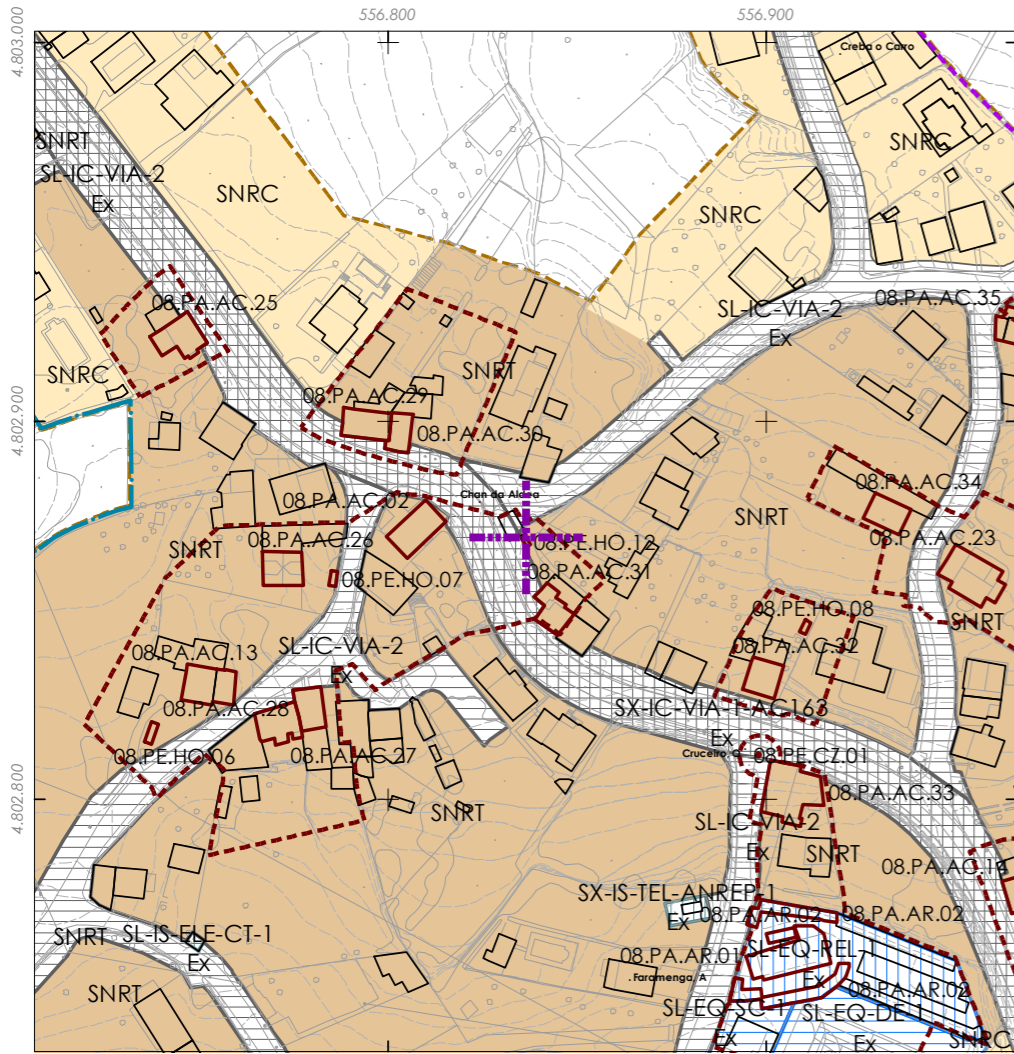 556.800
556.900
4.803.000
Creba o Carro
SNRT
SNRC
SL-IC-VIA-2
Ex
SNRC
SNRC
08.PA.AC.25
SL-IC-VIA-2
Ex
08.PA.AC.35
SNRC
SNRT
08.PA.AC.29
4.802.900
08.PA.AC.30
08.PA.AC.34
08.PA.AC.02
Chan da Aldea
SNRT
08.PA.AC.26
SNRT
08.PE.HO.12
08.PA.AC.23
08.PE.HO.07
08.PA.AC.31
08.PE.HO.08
SNRT
SL-IC-VIA-2
Ex
08.PA.AC.13
08.PA.AC.32
08.PA.AC.28
SX-IC-VIA-1-AC163
Ex
08.PE.HO.06
08.PA.AC.27
Cruceiro, O
08.PE.CZ.01
4.802.800
SNRT
08.PA.AC.33
SL-IC-VIA-2
Ex
SNRT
08.PA.AC.14
SX-IS-TEL-ANREP-1
Ex
08.PA.AR.02
08.PA.AR.02
SNRT
SL-IS-ELE-CT-1
Ex
08.PA.AR.01
SL-EQ-REL-1
Ex
Faramenga, A
SNRT
08.PA.AR.02
SL-EQ-SC-1
Ex
SL-EQ-DE-1
Ex
SNRC